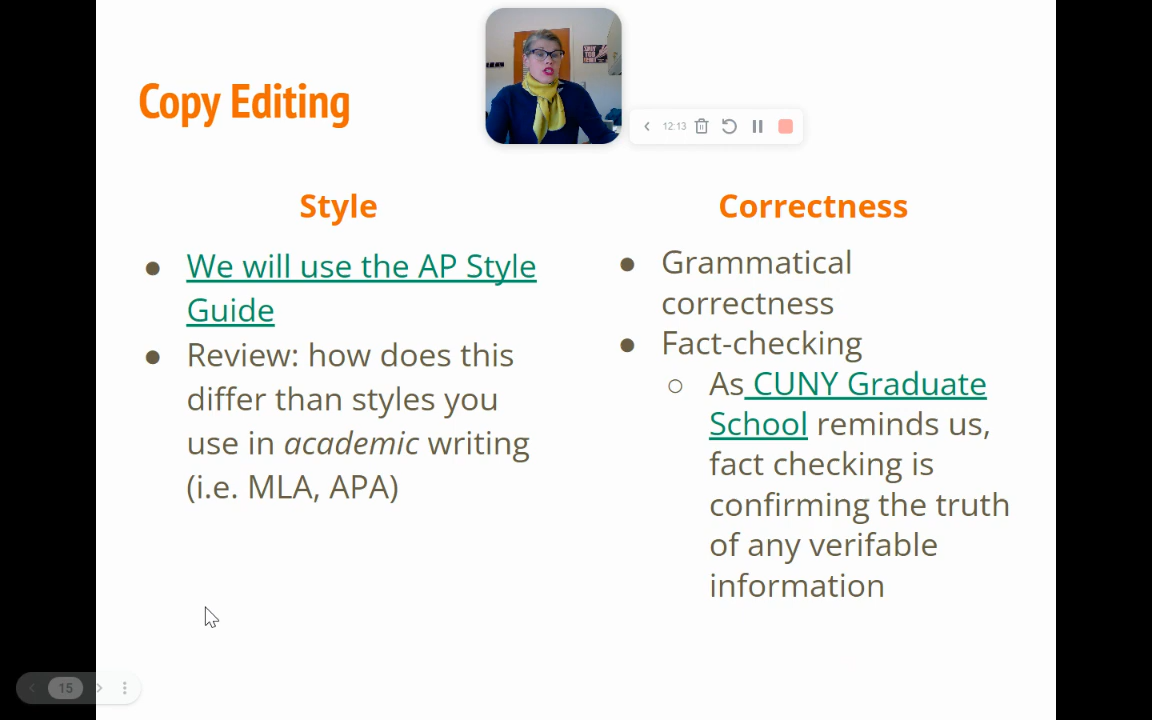 Copy Editing
12:13
Style
We will use the AP Style
Guide
Review: how does this
differ than styles you
use in academic writing
(i.e. MLA, APA)
Correctness
Grammatical
correctness
Fact-checking
As CUNY Graduate
School reminds us,
fact checking is
confirming the truth
of any verifable
information
15